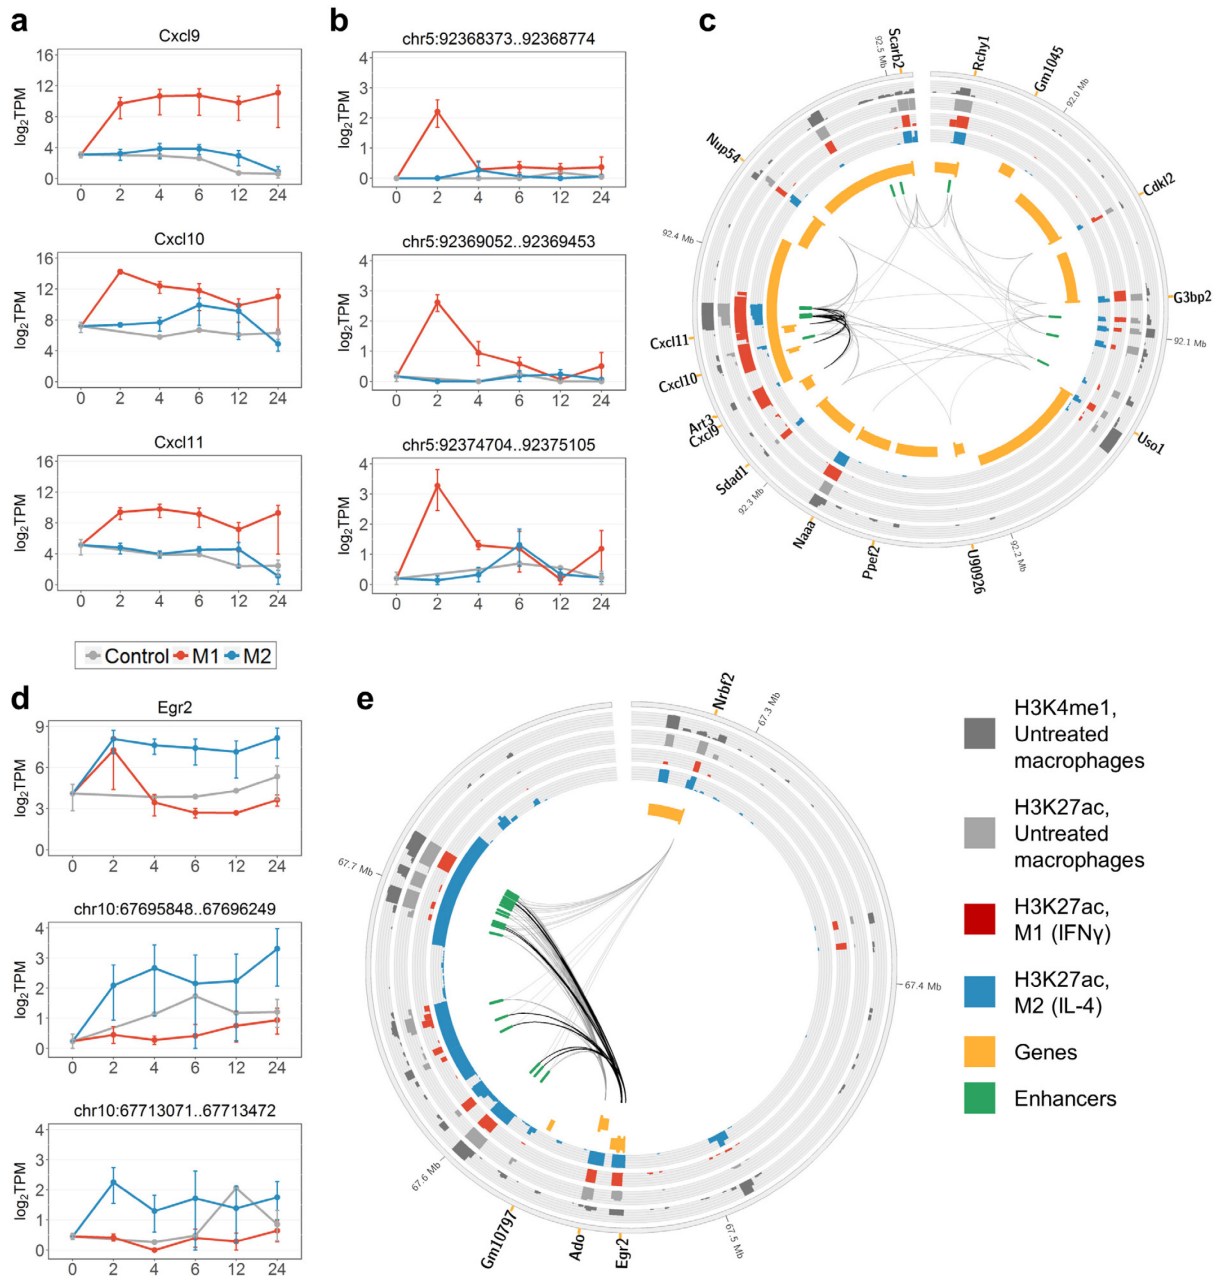 a
Cxcl9
16
12
8
4
0
log₂TPM
0 2 4 6 12 24
Cxcl10
16
12
8
4
0
log₂TPM
0 2 4 6 12 24
Cxcl11
16
12
8
4
0
log₂TPM
0 2 4 6 12 24
Control M1 M2
b
chr5:92368373..92368774
4
3
2
1
0
log₂TPM
0 2 4 6 12 24
chr5:92369052..92369453
4
3
2
1
0
log₂TPM
0 2 4 6 12 24
chr5:92374704..92375105
4
3
2
1
0
log₂TPM
0 2 4 6 12 24
c
Scarb2
92.5 Mb
Rchy1
Gm1045
92.0 Mb
Cdkl2
G3bp2
92.1 Mb
Uso1
92.2 Mb
U90926
Ppef2
Naaa
92.3 Mb
Sdad1
Cxcl9
Art3
Cxcl10
Cxcl11
92.4 Mb
Nup54
d
Egr2
9
6
3
0
log₂TPM
0 2 4 6 12 24
chr10:67695848..67696249
4
3
2
1
0
log₂TPM
0 2 4 6 12 24
chr10:67713071..67713472
4
3
2
1
0
log₂TPM
0 2 4 6 12 24
e
Nrbf2
67.3 Mb
67.4 Mb
67.5 Mb
Egr2
Ado
Gm10797
67.6 Mb
67.7 Mb
H3K4me1,
Untreated
macrophages
H3K27ac,
Untreated
macrophages
H3K27ac,
M1 (IFNγ)
H3K27ac,
M2 (IL-4)
Genes
Enhancers